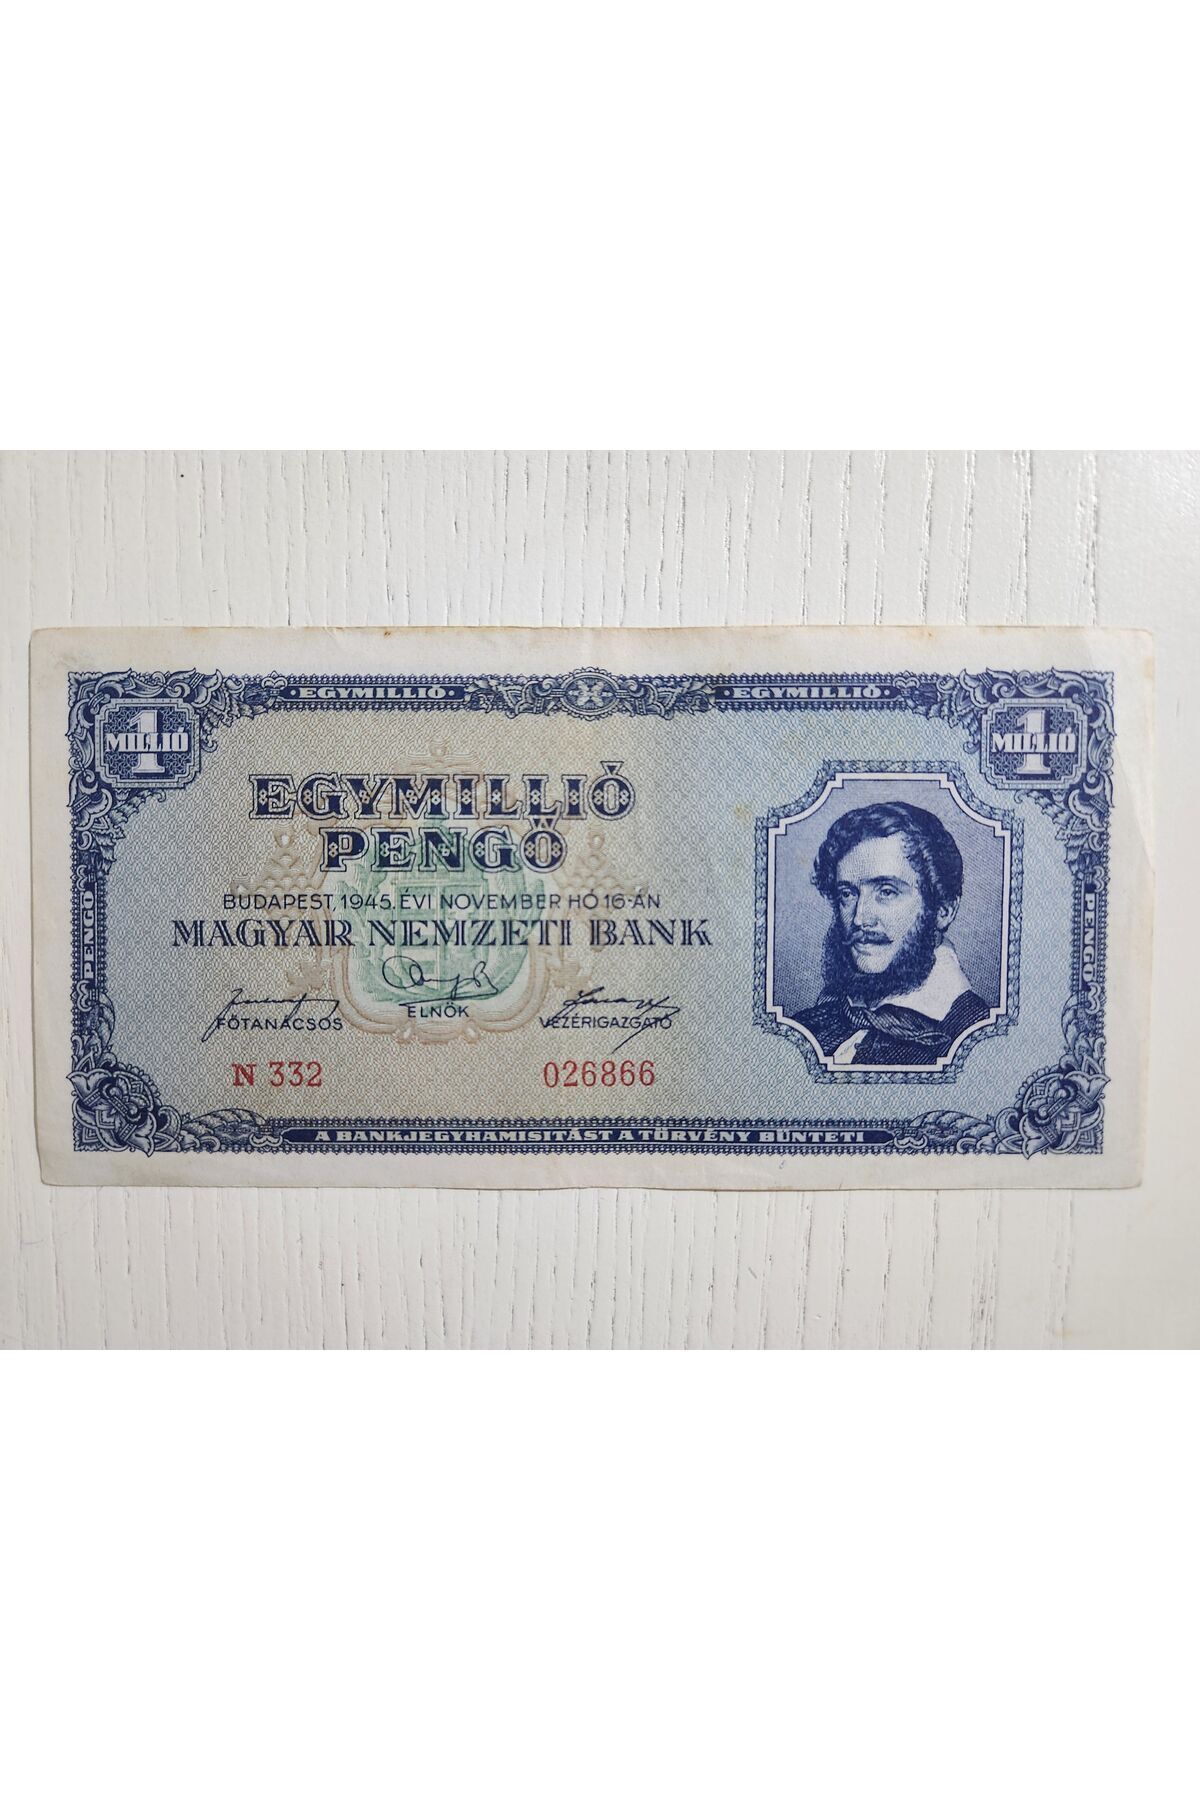 ·EGYMILLIÓ· ·EGYMILLIÓ·
1 MILLIÓ 1 MILLIÓ
EGYMILLIÓ
PENGŐ
BUDAPEST, 1945. ÉVI NOVEMBER HÓ 16-ÁN
MAGYAR NEMZETI BANK
PENGŐ PENGŐ
FŐTANÁCSOS ELNÖK VEZÉRIGAZGATÓ
N 332 026866
A BANKJEGYHAMISITÁST A TÖRVÉNY BÜNTETI